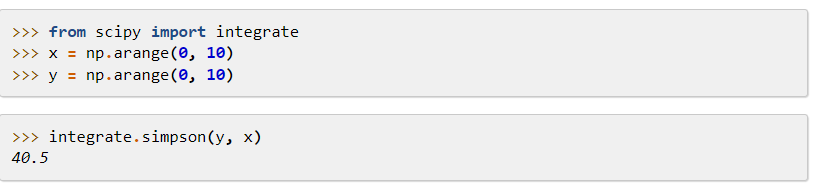 >>> from scipy import integrate
>>> x = np.arange(0, 10)
>>> y = np.arange(0, 10)
>>> integrate.simpson(y, x)
40.5